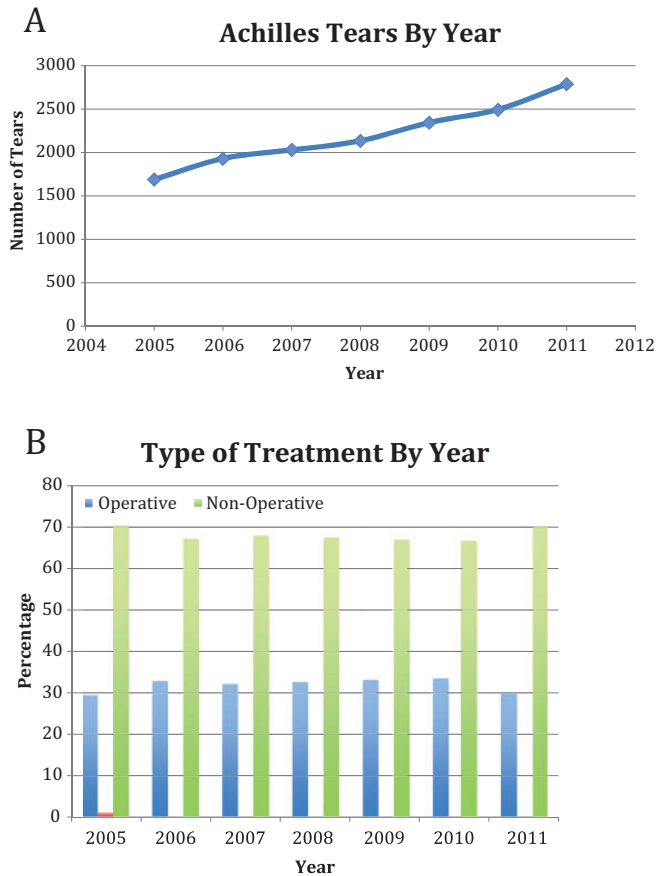 A
Achilles Tears By Year
3000
2500
2000
1500
1000
500
0
Number of Tears
2004 2005 2006 2007 2008 2009 2010 2011 2012
Year
B
Type of Treatment By Year
80
70
60
50
40
30
20
10
0
Operative Non-Operative
Percentage
2005 2006 2007 2008 2009 2010 2011
Year